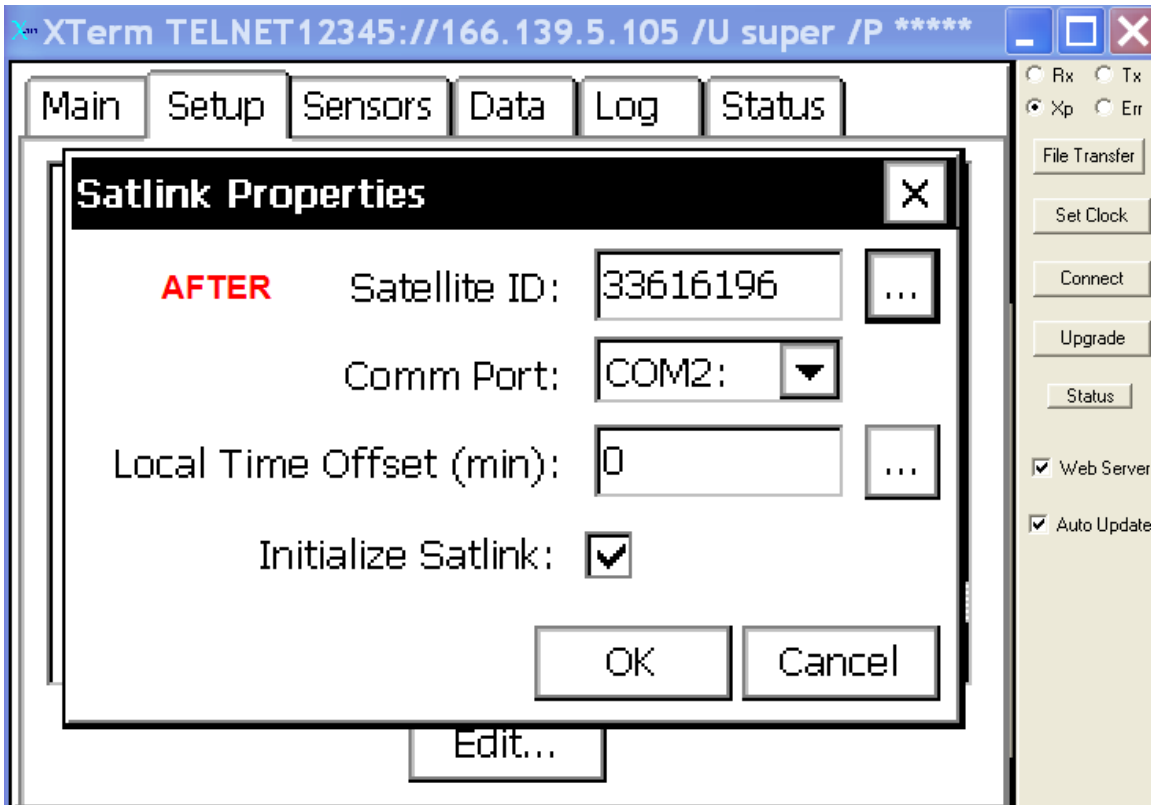 XTerm TELNET12345://166.139.5.105 /U super /P *****
Main Setup Sensors Data Log Status
Rx Tx
Xp Err
File Transfer
Set Clock
Connect
Upgrade
Status
Web Server
Auto Update
Satlink Properties
AFTER Satellite ID: 33616196 ...
Comm Port: COM2:
Local Time Offset (min): 0 ...
Initialize Satlink:
OK Cancel
Edit...